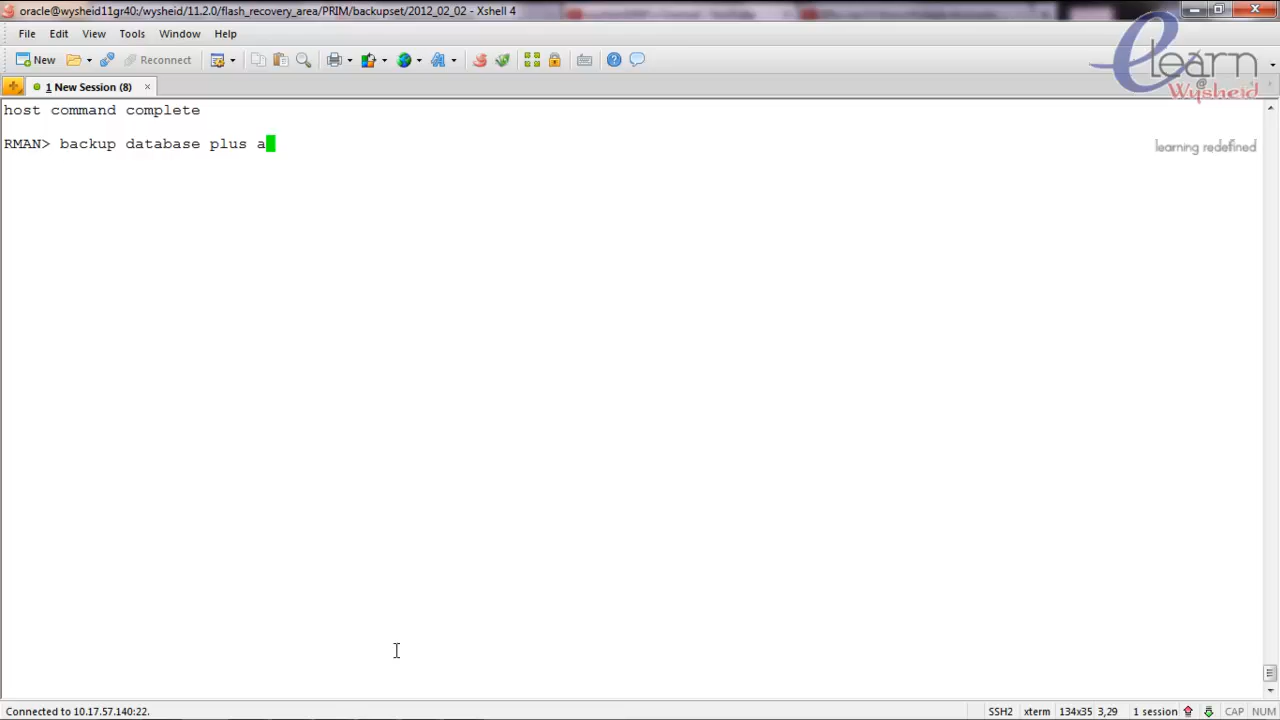 oracle@wysheid11gr40:/wysheid/11.2.0/flash_recovery_area/PRIM/backupset/2012_02_02 - Xshell 4
File Edit View Tools Window Help
New Reconnect
1 New Session (8)
elearn
@
Wysheid
learning redefined
host command complete
RMAN> backup database plus a
Connected to 10.17.57.140:22. SSH2 xterm 134x35 3,29 1 session CAP NUM